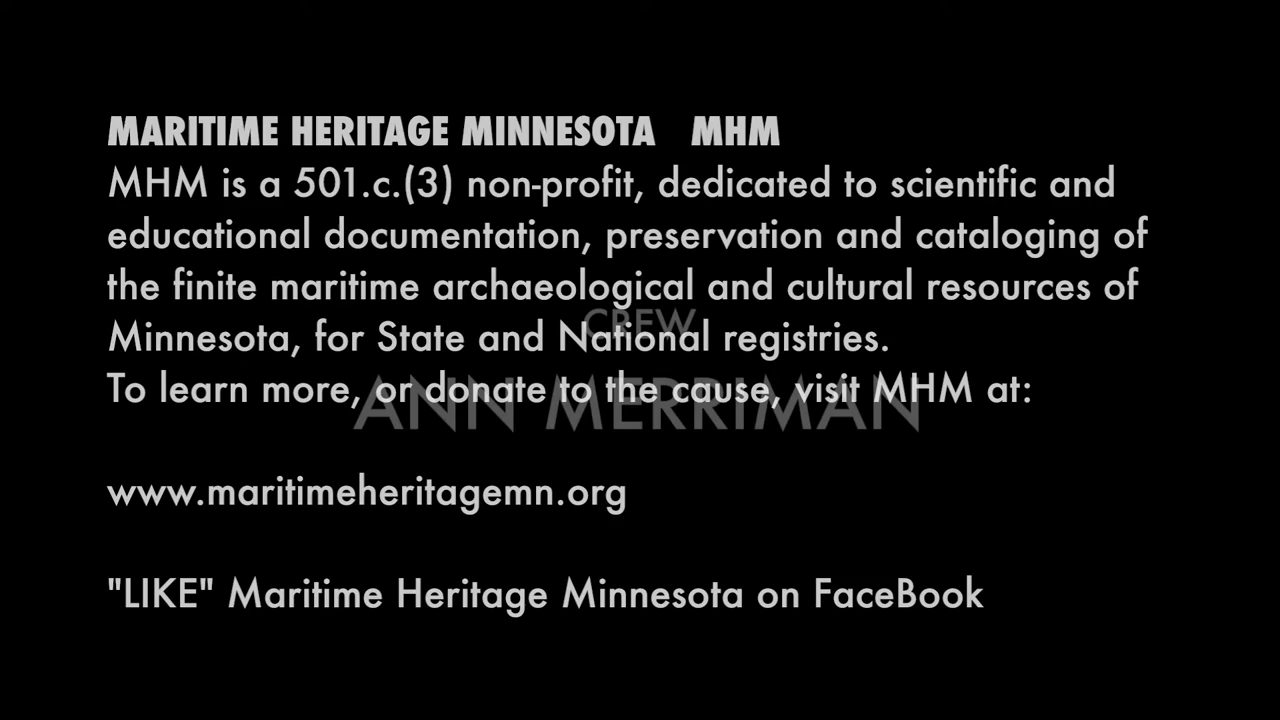 MARITIME HERITAGE MINNESOTA MHM
MHM is a 501.c.(3) non-profit, dedicated to scientific and
educational documentation, preservation and cataloging of
the finite maritime archaeological and cultural resources of
CREW
Minnesota, for State and National registries.
To learn more, or donate to the cause, visit MHM at:
ANN MERRIMAN
www.maritimeheritagemn.org
"LIKE" Maritime Heritage Minnesota on FaceBook